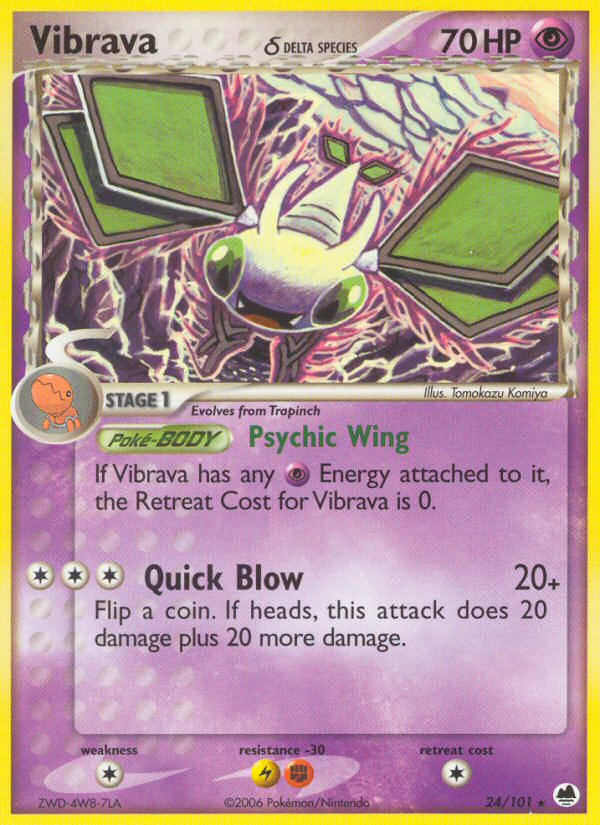 Vibrava δ DELTA SPECIES 70 HP
Illus. Tomokazu Komiya
STAGE 1
Evolves from Trapinch
Poké-BODY Psychic Wing
If Vibrava has any Energy attached to it,
the Retreat Cost for Vibrava is 0.
Quick Blow 20+
Flip a coin. If heads, this attack does 20
damage plus 20 more damage.
weakness resistance -30 retreat cost
ZWD-4W8-7LA ©2006 Pokémon/Nintendo 24/101 ★